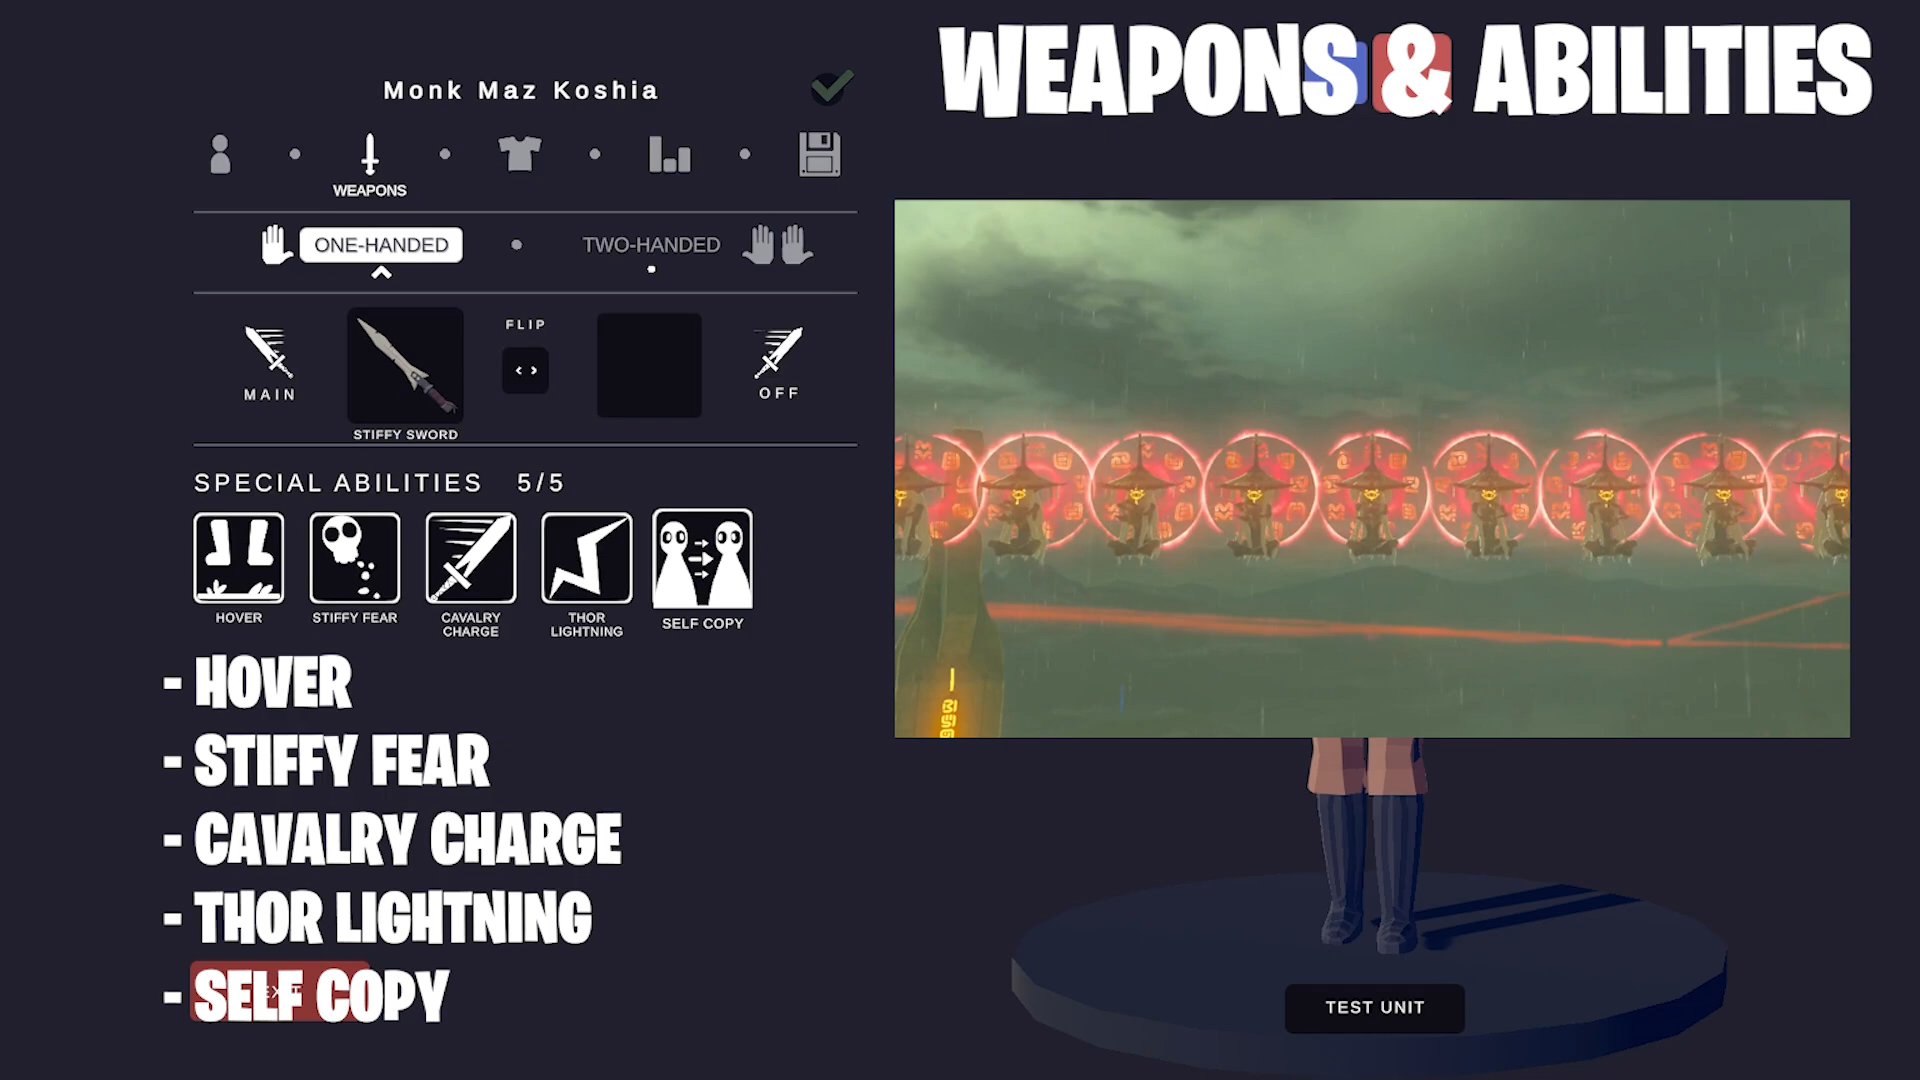 WEAPONS & ABILITIES
Monk Maz Koshia
WEAPONS
ONE-HANDED
TWO-HANDED
FLIP
MAIN
OFF
STIFFY SWORD
SPECIAL ABILITIES 5/5
HOVER
STIFFY FEAR
CAVALRY
CHARGE
THOR
LIGHTNING
SELF COPY
- HOVER
- STIFFY FEAR
- CAVALRY CHARGE
- THOR LIGHTNING
- SELF COPY
TEST UNIT